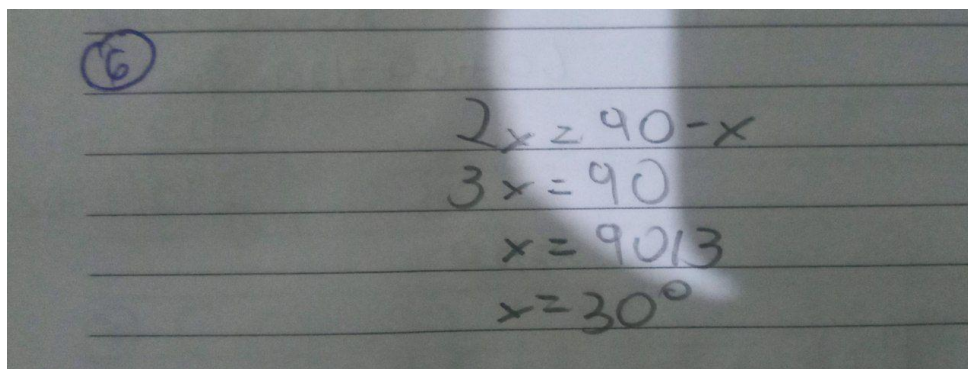 6
2x = 90 - x
3x = 90
x = 90/3
x = 30°